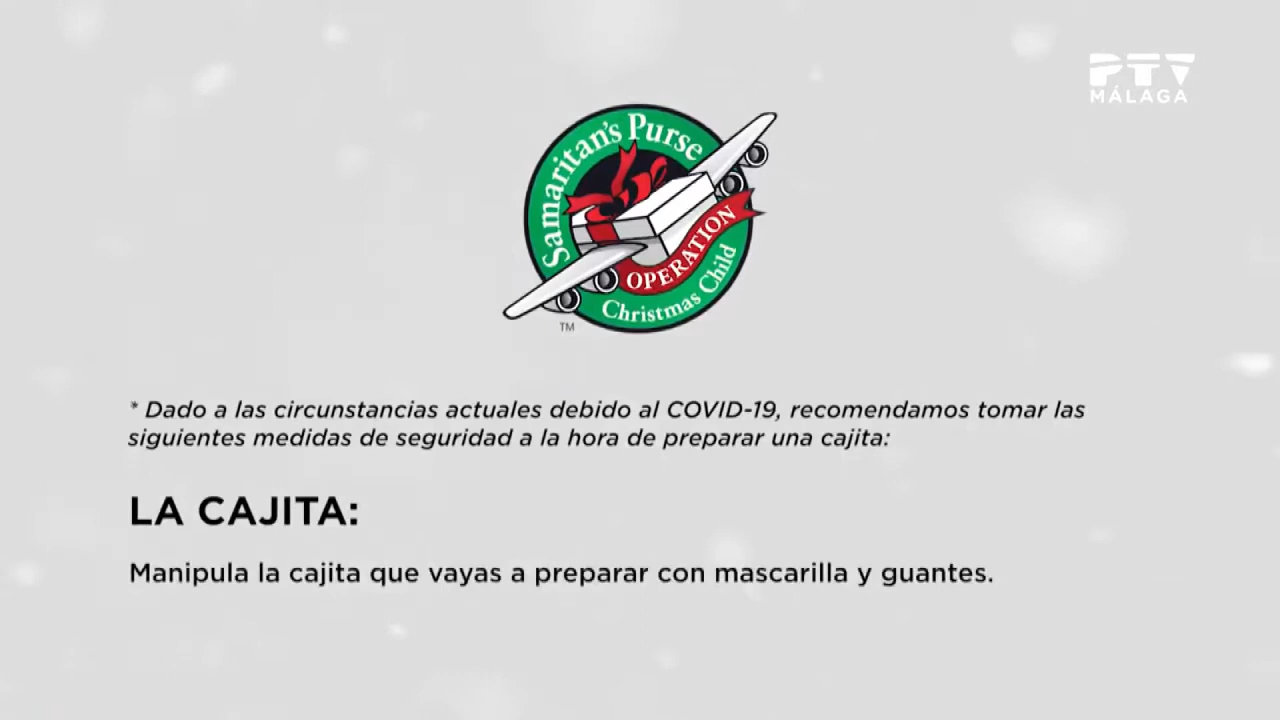 PTV
MÁLAGA
Samaritan's Purse
OPERATION
Christmas Child
TM
* Dado a las circunstancias actuales debido al COVID-19, recomendamos tomar las
siguientes medidas de seguridad a la hora de preparar una cajita:
LA CAJITA:
Manipula la cajita que vayas a preparar con mascarilla y guantes.